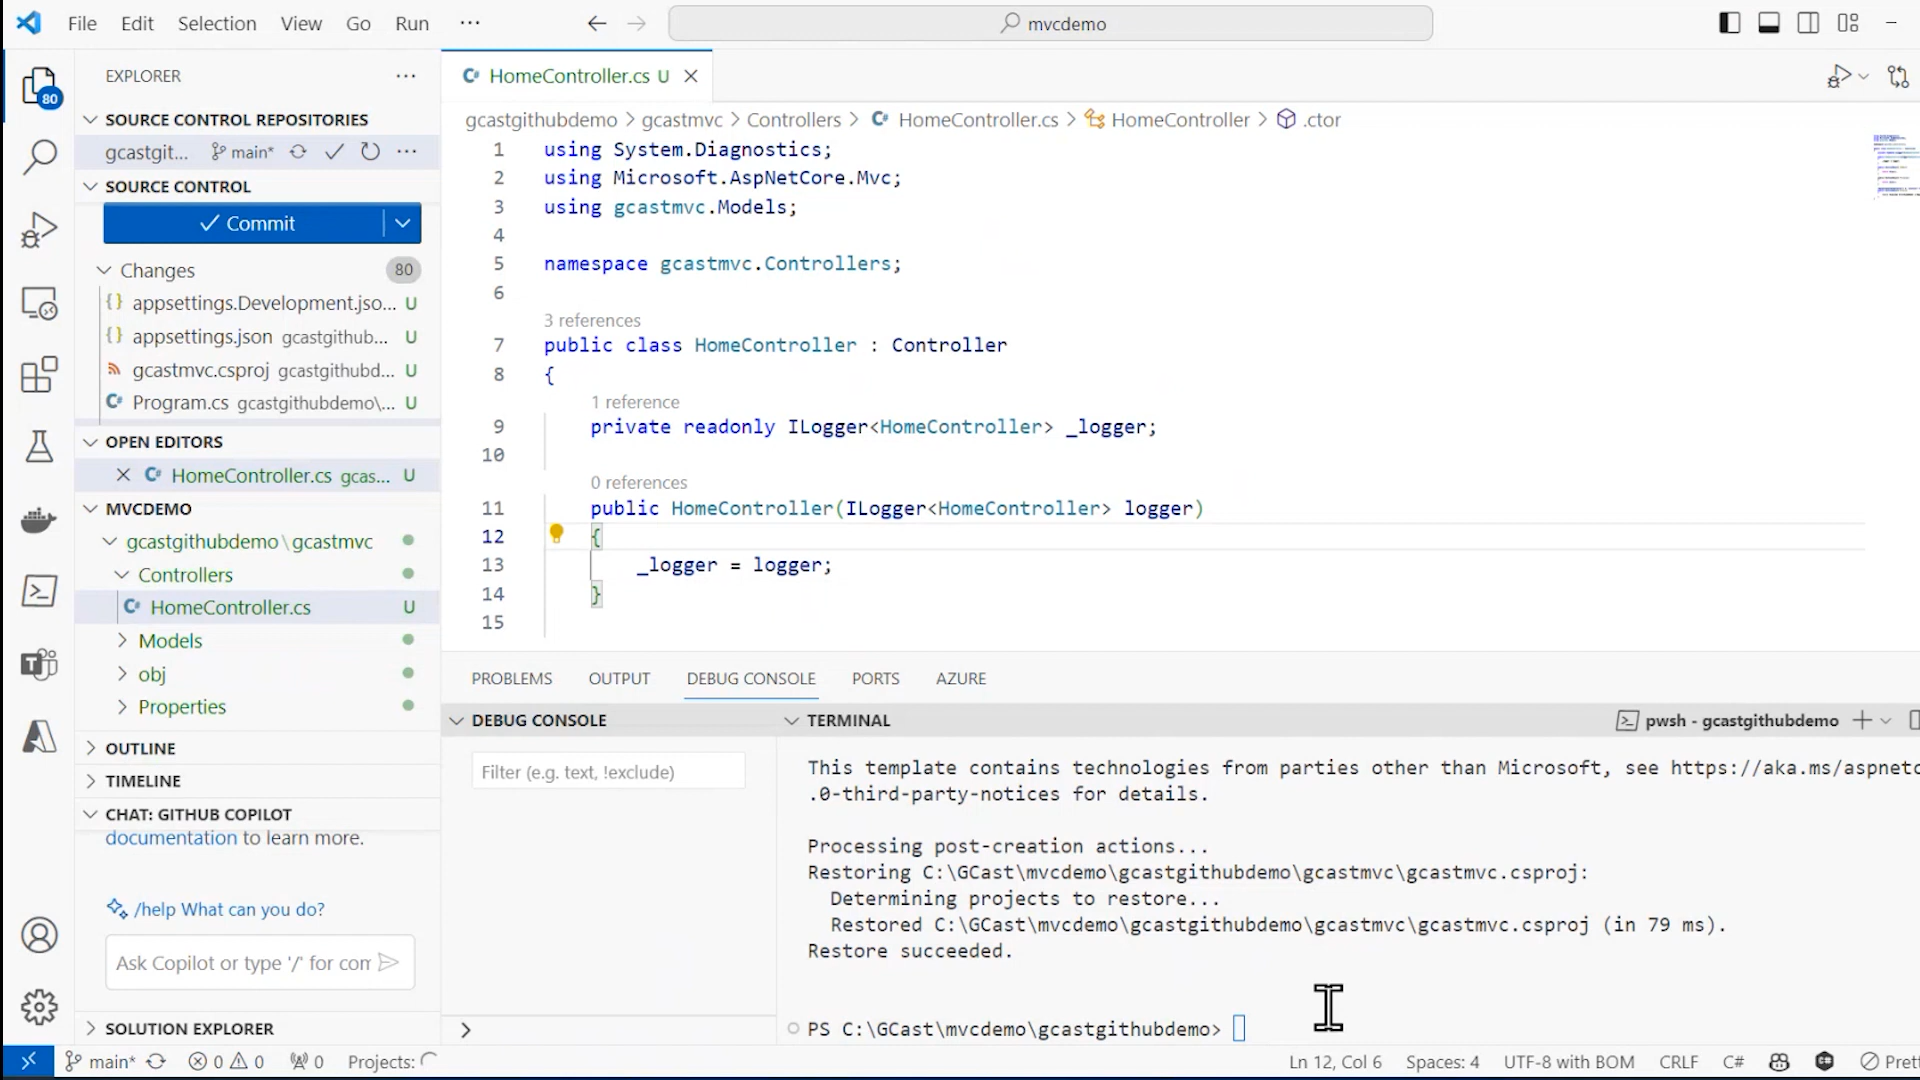 File Edit Selection View Go Run ··· mvcdemo
EXPLORER ···
SOURCE CONTROL REPOSITORIES
gcastgit... main* ···
SOURCE CONTROL
Commit
Changes 80
appsettings.Development.jso... U
appsettings.json gcastgithub... U
gcastmvc.csproj gcastgithubd... U
Program.cs gcastgithubdemo\... U
OPEN EDITORS
HomeController.cs gcas... U
MVCDEMO
gcastgithubdemo\gcastmvc
Controllers
HomeController.cs U
Models
obj
Properties
OUTLINE
TIMELINE
CHAT: GITHUB COPILOT
documentation to learn more.
/help What can you do?
Ask Copilot or type '/' for com
SOLUTION EXPLORER
80
C# HomeController.cs U
gcastgithubdemo > gcastmvc > Controllers > C# HomeController.cs > HomeController > .ctor
1 using System.Diagnostics;
2 using Microsoft.AspNetCore.Mvc;
3 using gcastmvc.Models;
4
5 namespace gcastmvc.Controllers;
6
3 references
7 public class HomeController : Controller
8 {
1 reference
9 private readonly ILogger<HomeController> _logger;
10
0 references
11 public HomeController(ILogger<HomeController> logger)
12 {
13 _logger = logger;
14 }
15
PROBLEMS OUTPUT DEBUG CONSOLE PORTS AZURE
DEBUG CONSOLE
Filter (e.g. text, !exclude)
TERMINAL pwsh - gcastgithubdemo
This template contains technologies from parties other than Microsoft, see https://aka.ms/aspnetc
.0-third-party-notices for details.
Processing post-creation actions...
Restoring C:\GCast\mvcdemo\gcastgithubdemo\gcastmvc\gcastmvc.csproj:
Determining projects to restore...
Restored C:\GCast\mvcdemo\gcastgithubdemo\gcastmvc\gcastmvc.csproj (in 79 ms).
Restore succeeded.
PS C:\GCast\mvcdemo\gcastgithubdemo>
main* 0 0 0 Projects: Ln 12, Col 6 Spaces: 4 UTF-8 with BOM CRLF C# Pret